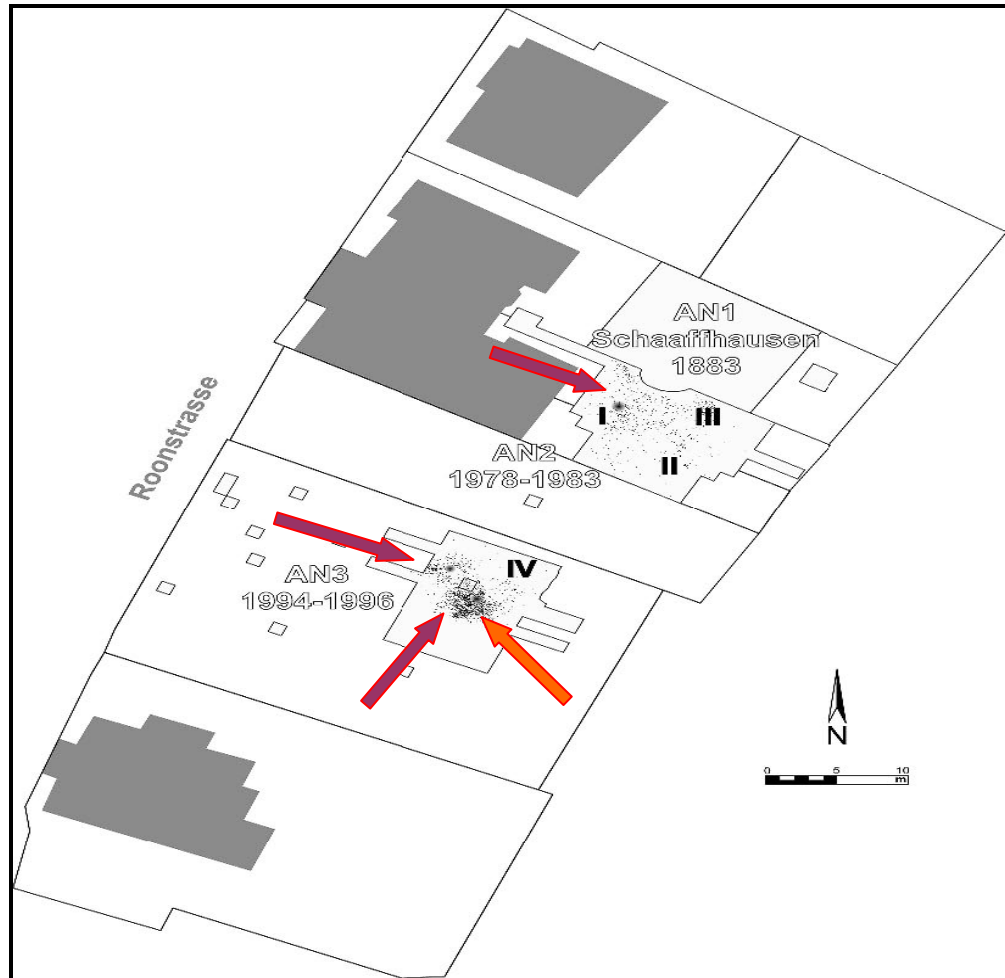 AN1
Schaaffhausen
1883
I
III
II
AN2
1978-1983
Roonstrasse
IV
AN3
1994-1996
N
0 5 10
m